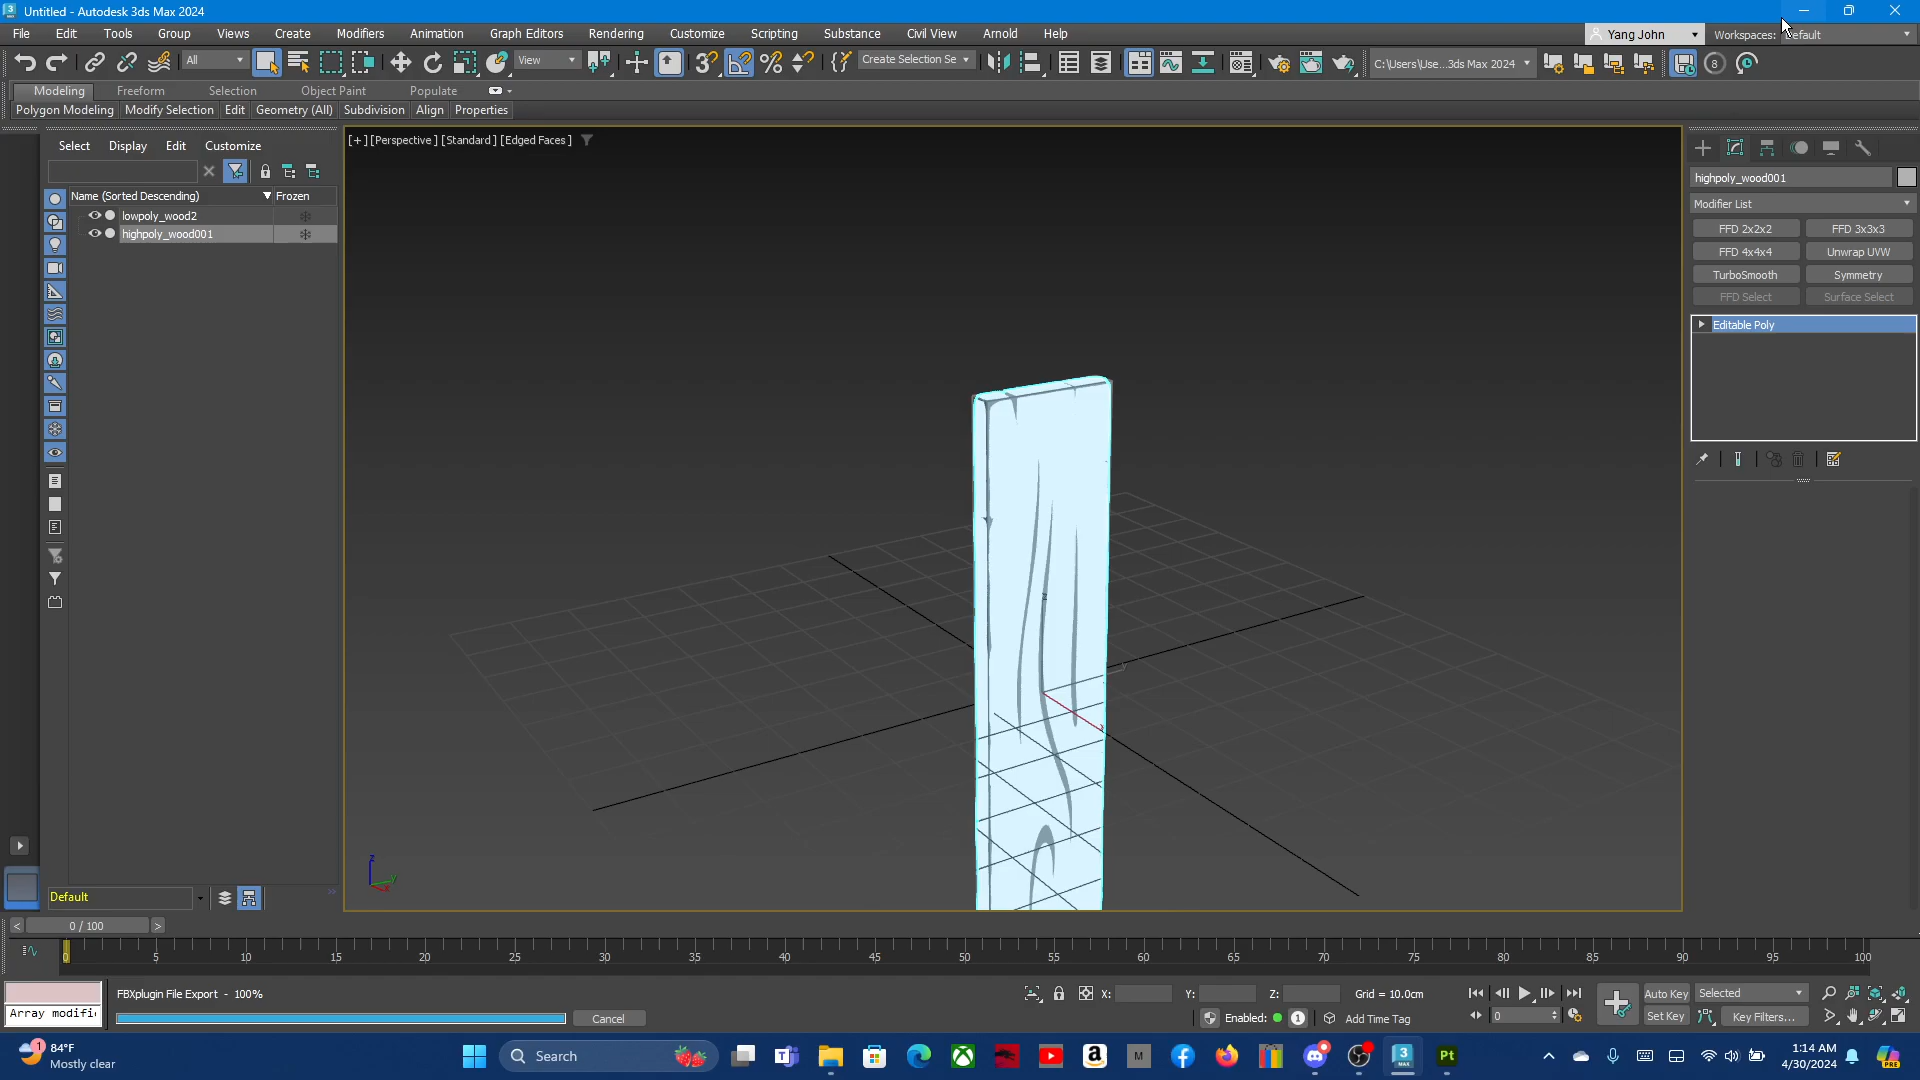 Untitled - Autodesk 3ds Max 2024
File Edit Tools Group Views Create Modifiers Animation Graph Editors Rendering Customize Scripting Substance Civil View Arnold Help
Yang John Workspaces: Default
All View Create Selection Se C:\Users\Use...3ds Max 2024 8
Modeling Freeform Selection Object Paint Populate
Polygon Modeling Modify Selection Edit Geometry (All) Subdivision Align Properties
Select Display Edit Customize
[+] [Perspective] [Standard] [Edged Faces]
Name (Sorted Descending) Frozen
lowpoly_wood2
highpoly_wood001
highpoly_wood001
Modifier List
FFD 2x2x2 FFD 3x3x3
FFD 4x4x4 Unwrap UVW
TurboSmooth Symmetry
FFD Select Surface Select
Editable Poly
z
y
x
Default
0 / 100
0 5 10 15 20 25 30 35 40 45 50 55 60 65 70 75 80 85 90 95 100
FBXplugin File Export - 100%
X: Y: Z: Grid = 10.0cm
Auto Key Selected
Array modifi
Cancel
Enabled: 1 Add Time Tag
0
Set Key Key Filters...
84°F
Mostly clear
Search
1:14 AM
4/30/2024